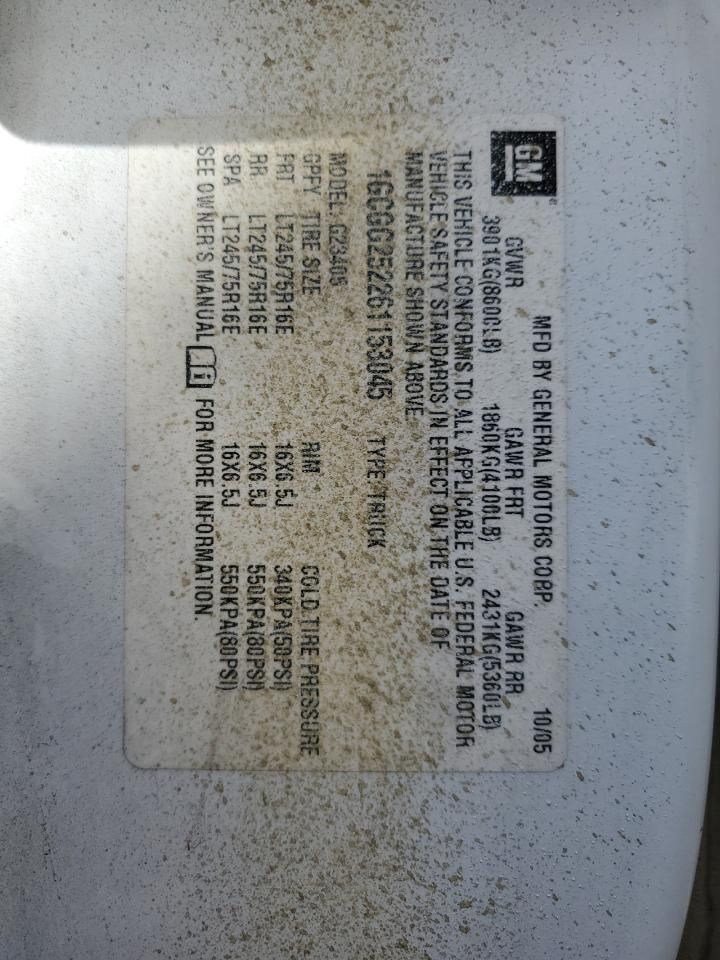 GM
MFD BY GENERAL MOTORS CORP. 10/05
GVWR GAWR FRT GAWR RR
3901KG(8600LB) 1860KG(4100LB) 2431KG(5360LB)
THIS VEHICLE CONFORMS TO ALL APPLICABLE U.S. FEDERAL MOTOR
VEHICLE SAFETY STANDARDS IN EFFECT ON THE DATE OF
MANUFACTURE SHOWN ABOVE.
1GCGG252261153045 TYPE:TRUCK
MODEL: G23405
GPFY TIRE SIZE RIM COLD TIRE PRESSURE
FRT LT245/75R16E 16X6.5J 340KPA(50PSI)
RR LT245/75R16E 16X6.5J 550KPA(80PSI)
SPA LT245/75R16E 16X6.5J 550KPA(80PSI)
SEE OWNER'S MANUAL FOR MORE INFORMATION.